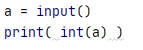 a = input()
print( int(a) )